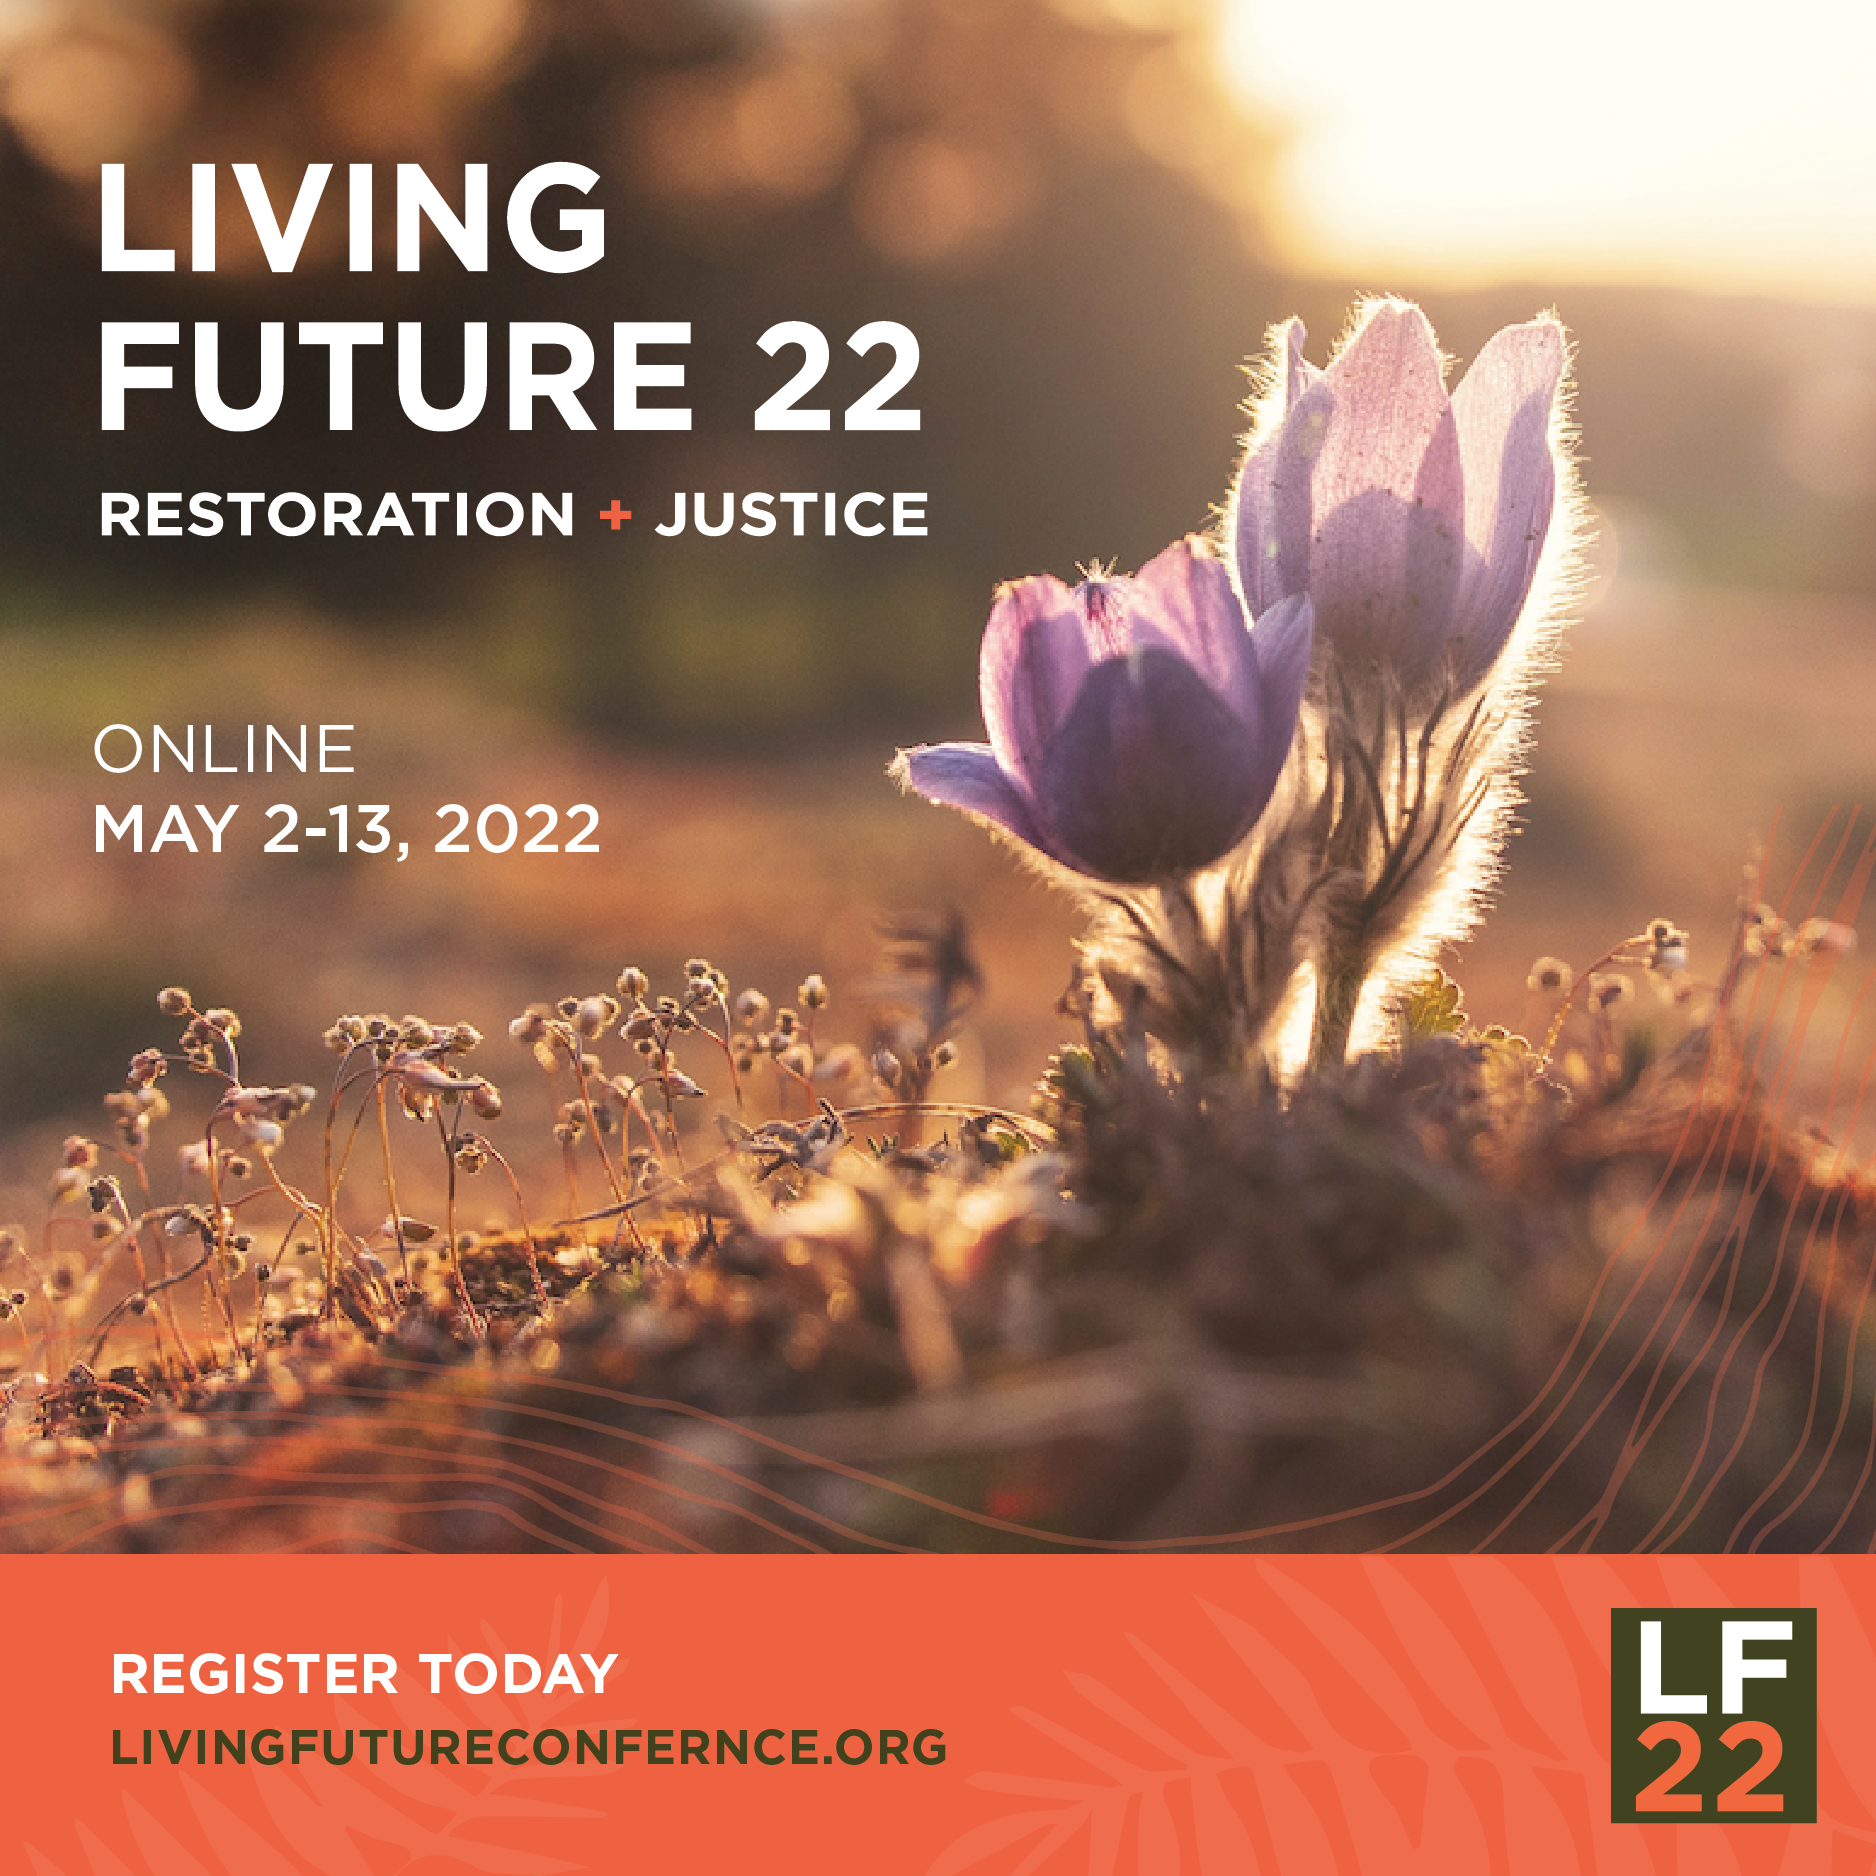 LIVING
FUTURE 22
RESTORATION + JUSTICE
ONLINE
MAY 2-13, 2022
REGISTER TODAY
LIVINGFUTURECONFERNCE.ORG
LF
22